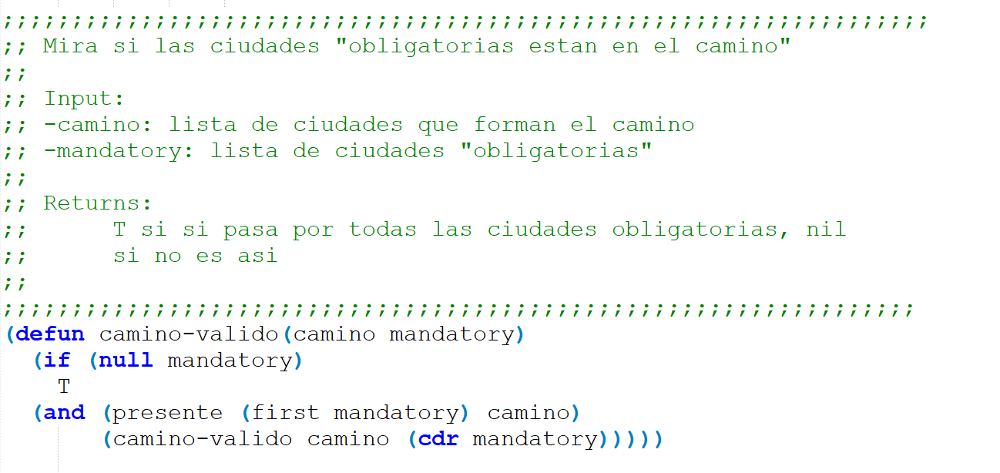 ;;;;;;;;;;;;;;;;;;;;;;;;;;;;;;;;;;;;;;;;;;;;;;;;;;;;;;;;;;;;;;;;;;;
;; Mira si las ciudades "obligatorias estan en el camino"
;;
;; Input:
;; -camino: lista de ciudades que forman el camino
;; -mandatory: lista de ciudades "obligatorias"
;;
;; Returns:
;;      T si si pasa por todas las ciudades obligatorias, nil
;;      si no es asi
;;
;;;;;;;;;;;;;;;;;;;;;;;;;;;;;;;;;;;;;;;;;;;;;;;;;;;;;;;;;;;;;;;;;;
(defun camino-valido(camino mandatory)
  (if (null mandatory)
    T
  (and (presente (first mandatory) camino)
       (camino-valido camino (cdr mandatory)))))